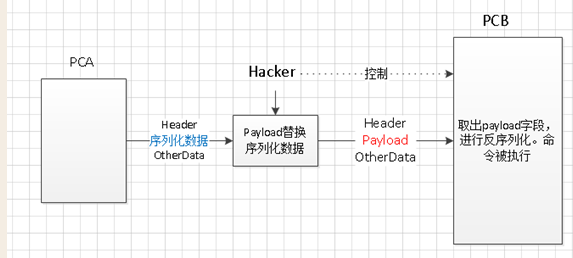 PCB
PCA
Hacker
控制
Header
序列化数据
OtherData
Payload替换
序列化数据
Header
Payload
OtherData
取出payload字段，
进行反序列化。命
令被执行